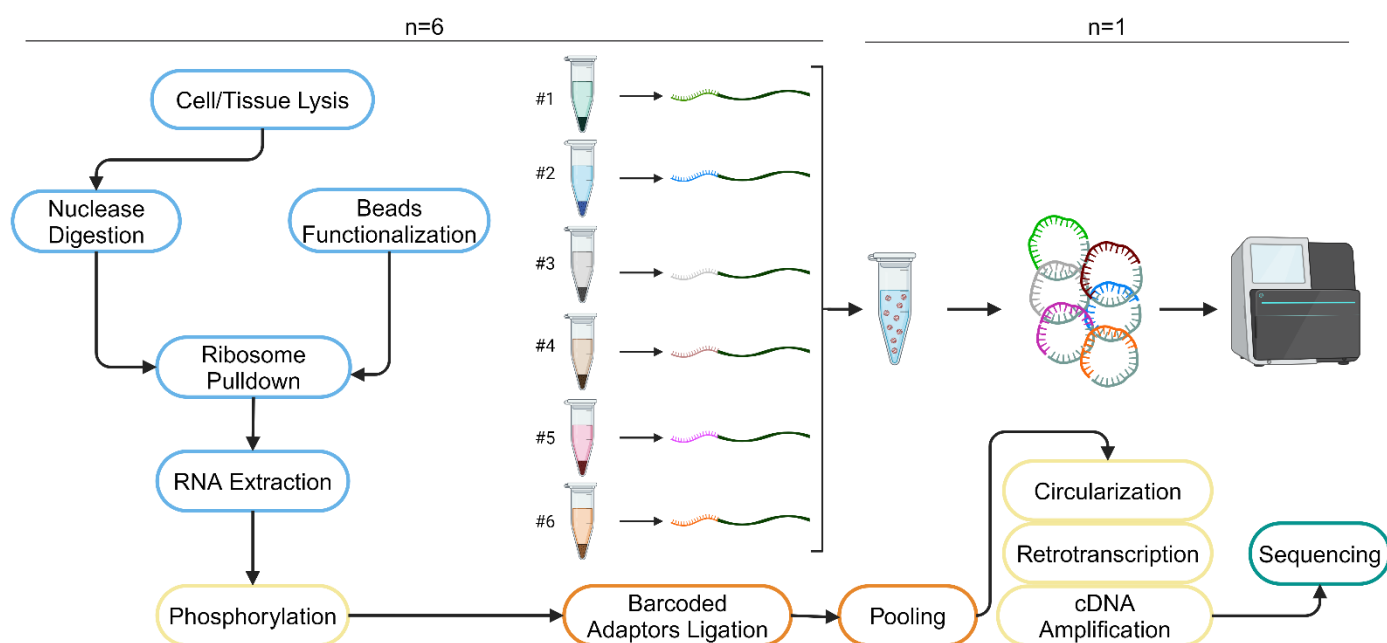 n=6
n=1
Cell/Tissue Lysis
Nuclease
Digestion
Beads
Functionalization
Ribosome
Pulldown
RNA Extraction
Phosphorylation
#1
#2
#3
#4
#5
#6
Barcoded
Adaptors Ligation
Pooling
Circularization
Retrotranscription
cDNA
Amplification
Sequencing